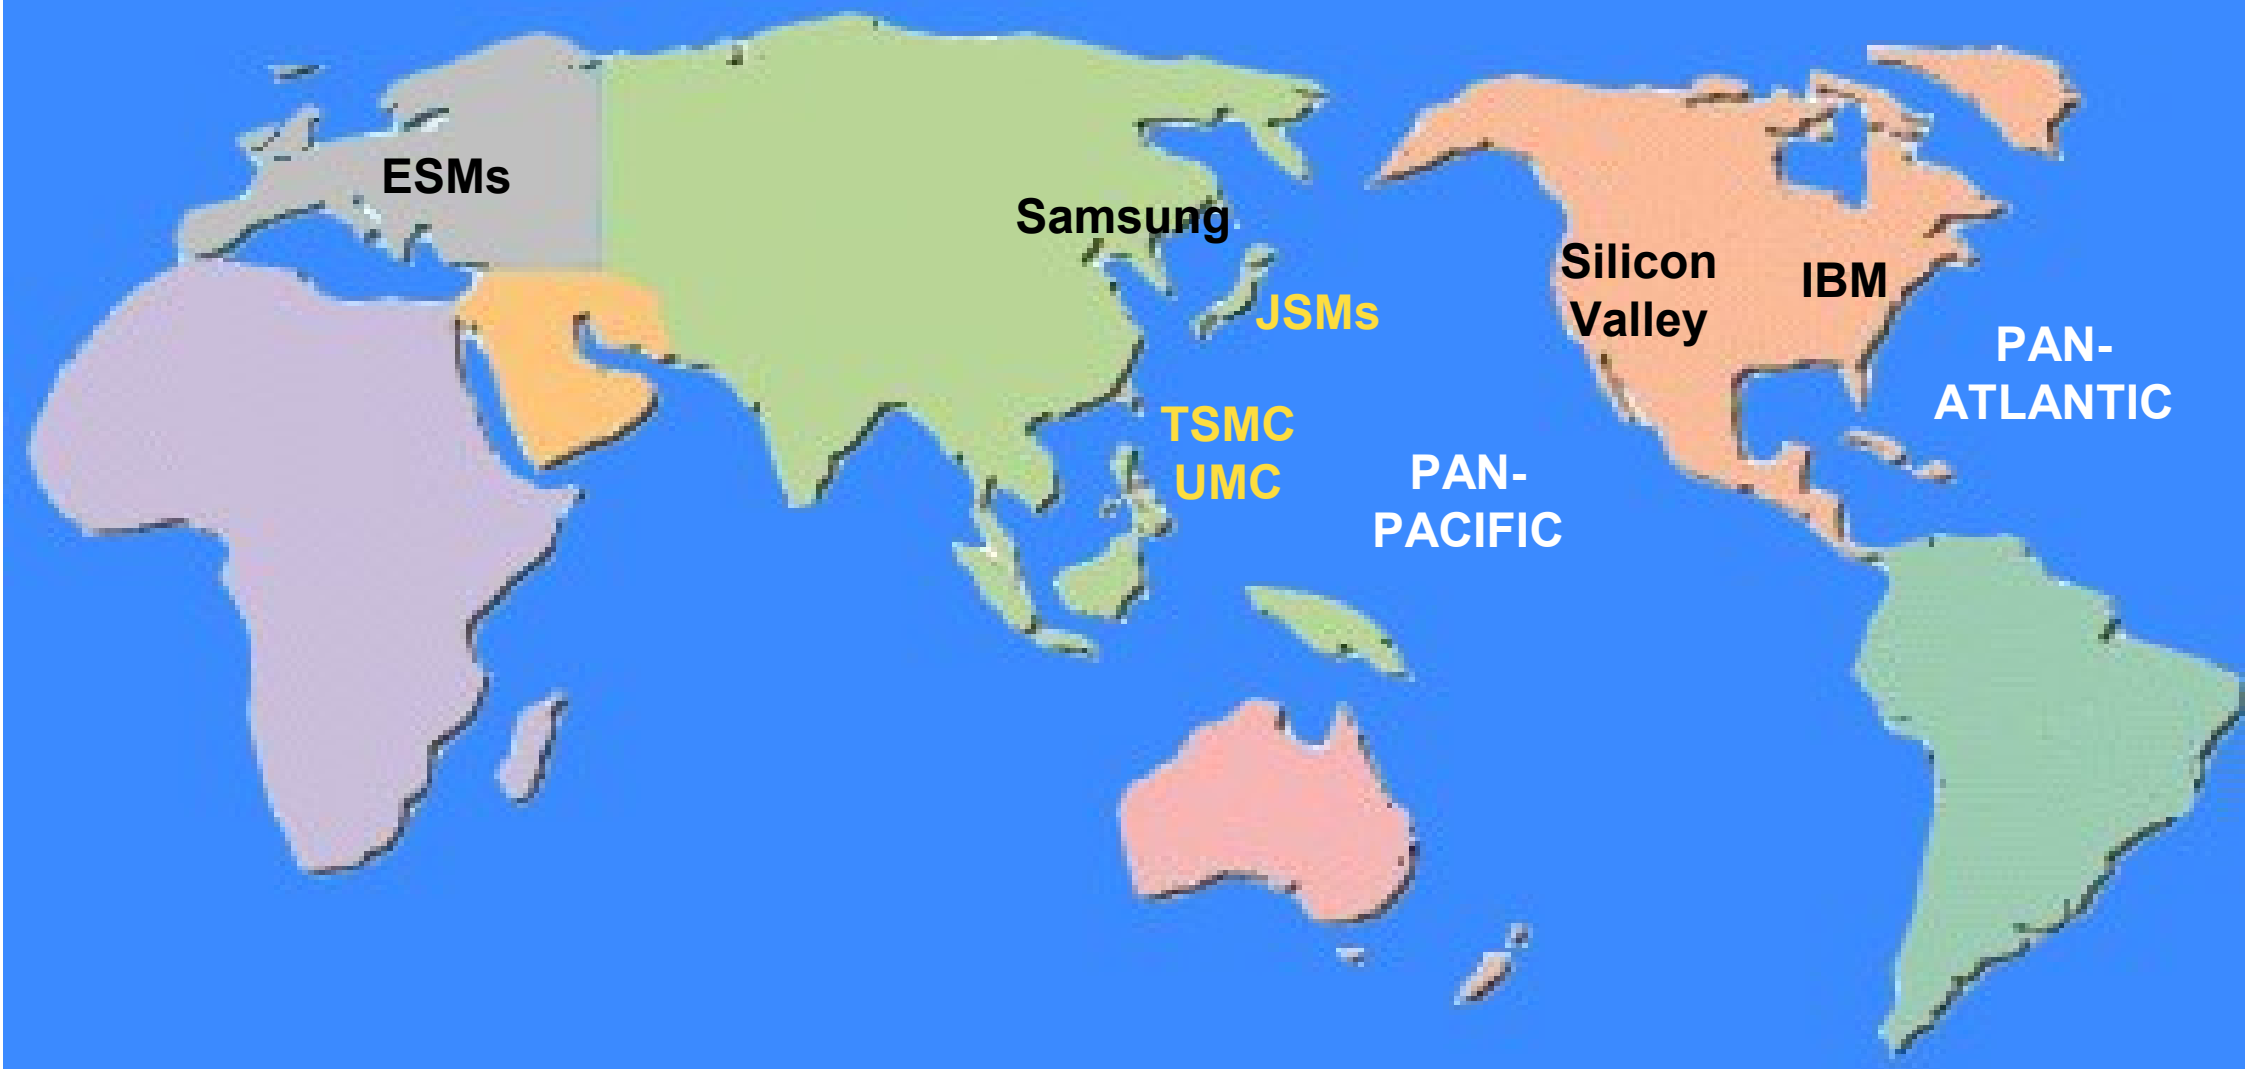 ESMs
Samsung
JSMs
TSMC
UMC
Silicon
Valley
IBM
PAN-
ATLANTIC
PAN-
PACIFIC